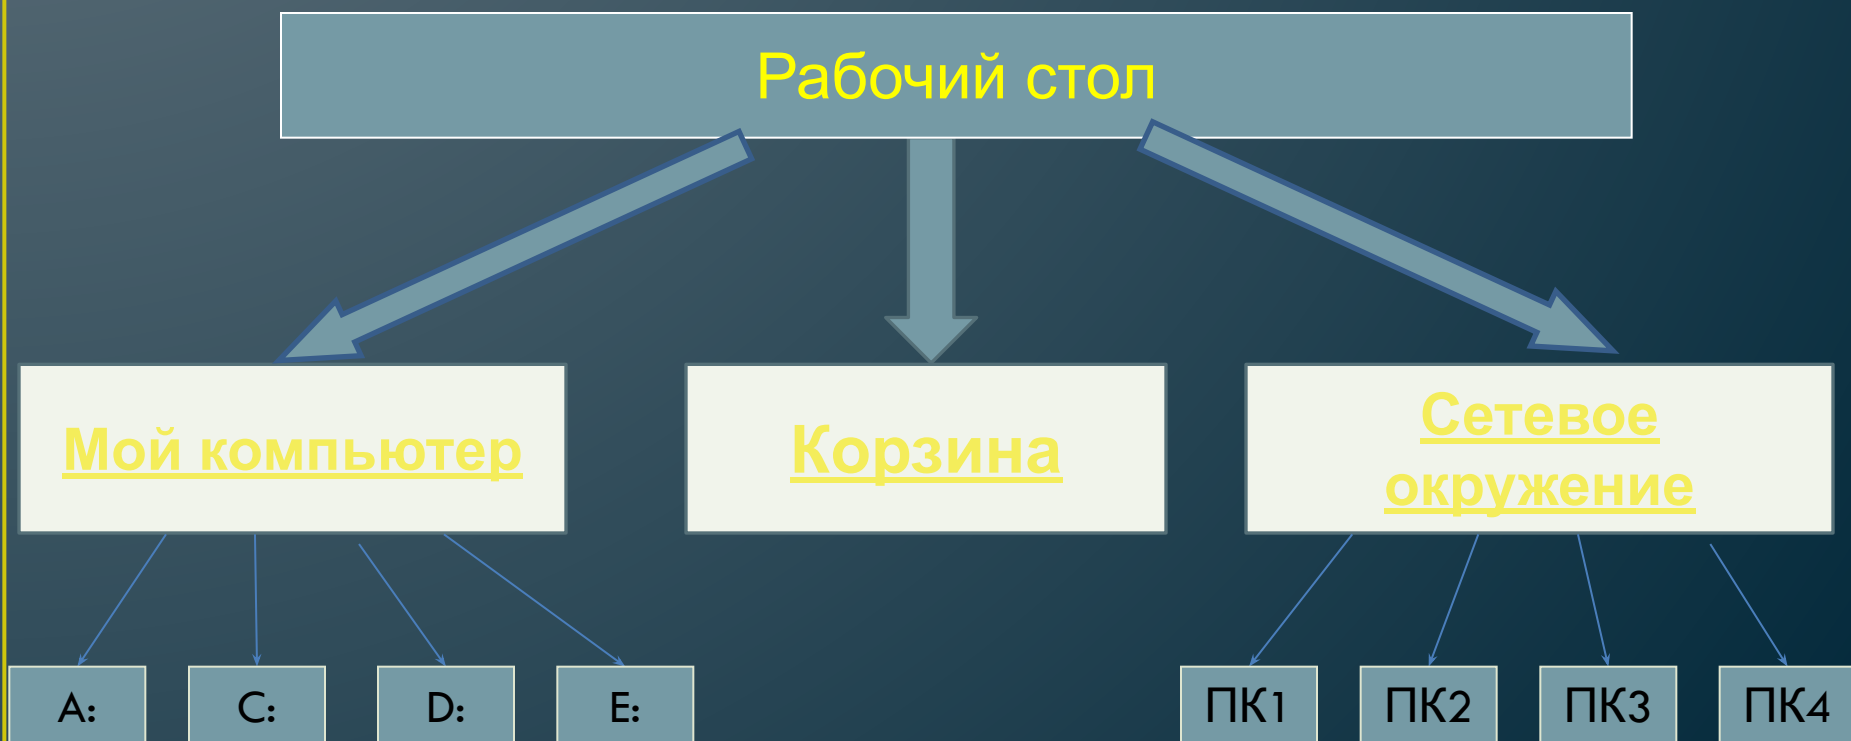 Рабочий стол
Мой компьютер
Корзина
Сетевое
окружение
A:
C:
D:
E:
ПК1
ПК2
ПК3
ПК4